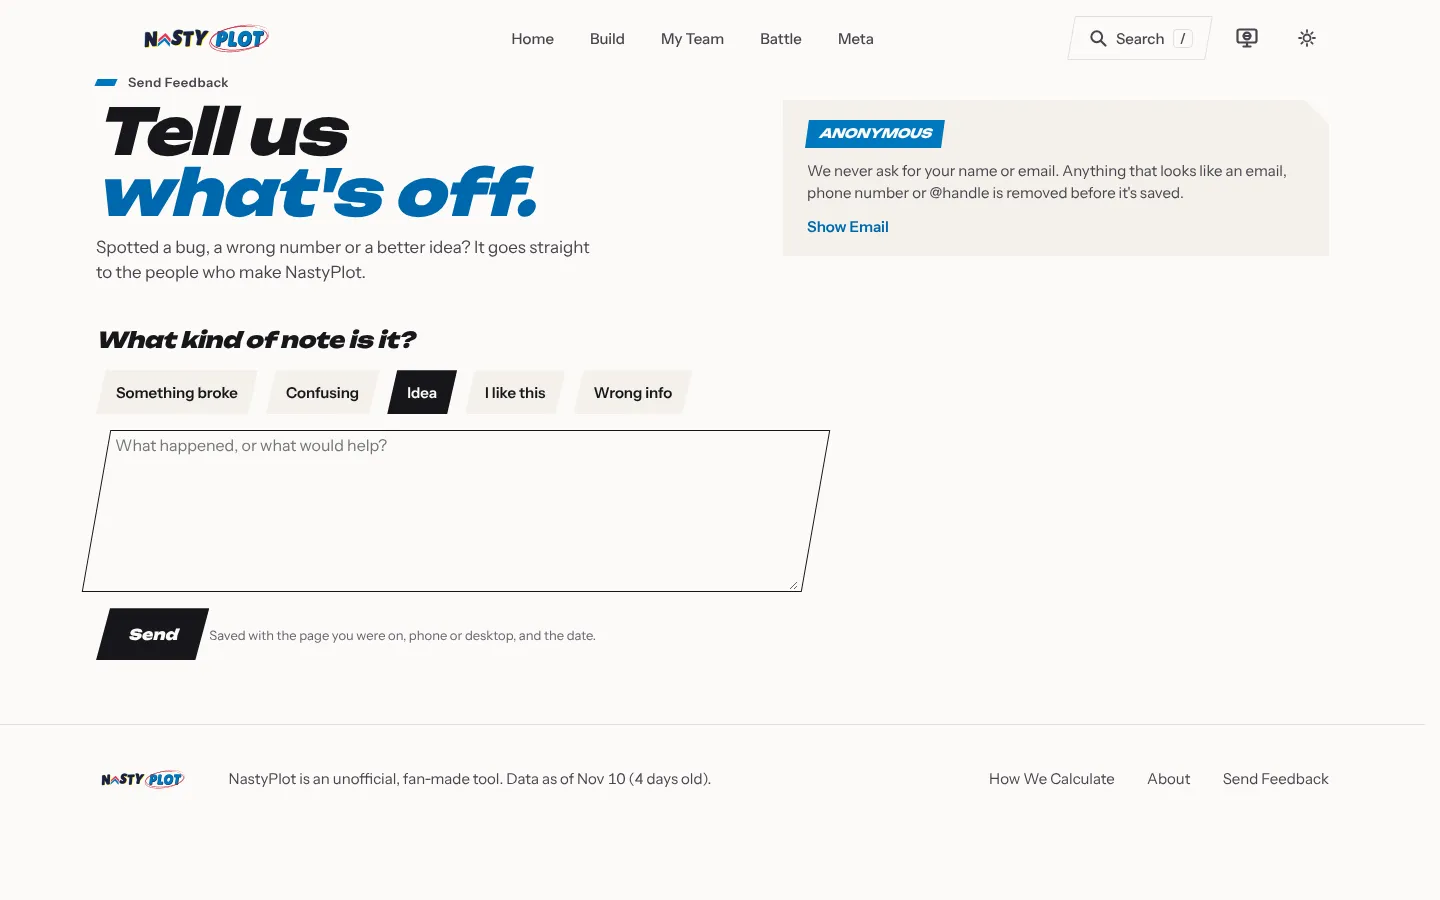 NASTY PLOT
Home
Build
My Team
Battle
Meta
Search /
Send Feedback
Tell us
what's off.
Spotted a bug, a wrong number or a better idea? It goes straight
to the people who make NastyPlot.
ANONYMOUS
We never ask for your name or email. Anything that looks like an email,
phone number or @handle is removed before it's saved.
Show Email
What kind of note is it?
Something broke
Confusing
Idea
I like this
Wrong info
What happened, or what would help?
Send
Saved with the page you were on, phone or desktop, and the date.
NASTY PLOT
NastyPlot is an unofficial, fan-made tool. Data as of Nov 10 (4 days old).
How We Calculate
About
Send Feedback